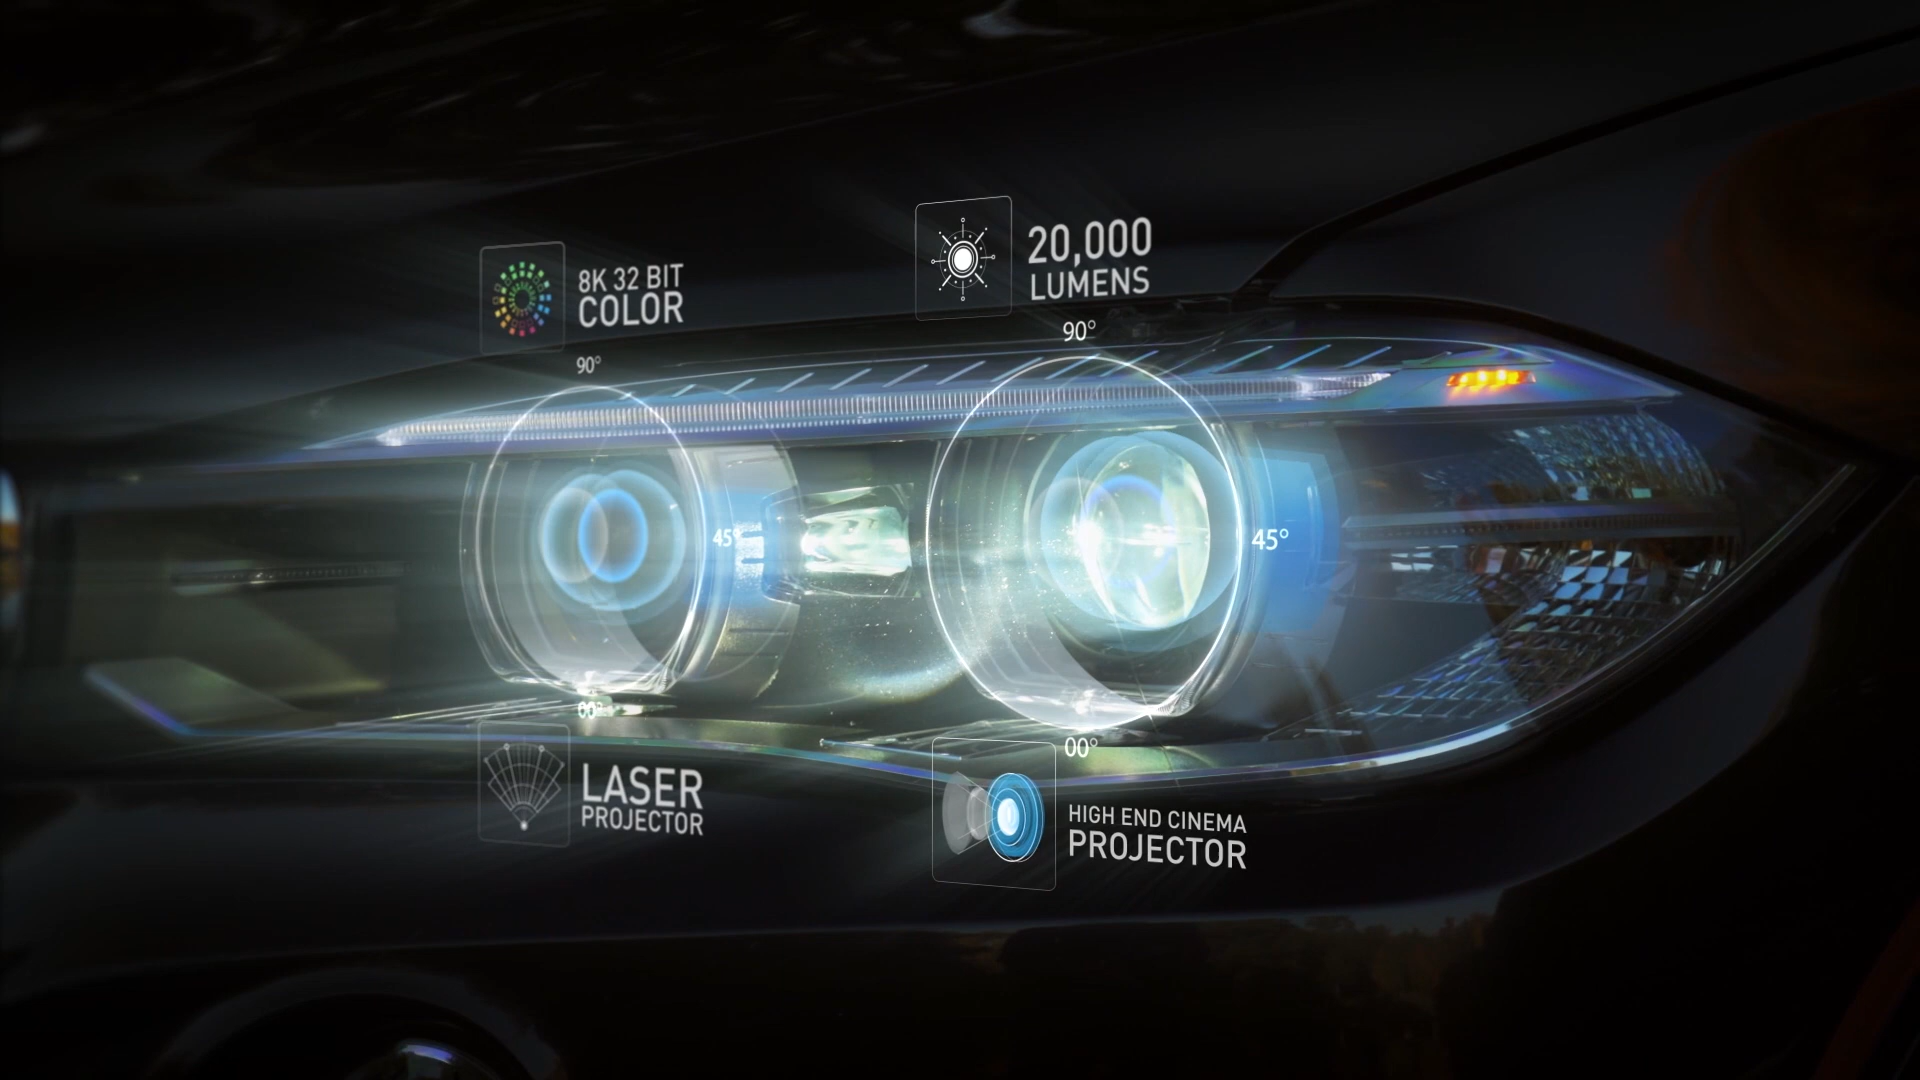 8K 32 BIT
COLOR
90°
45°
00°
20,000
LUMENS
90°
45°
00°
LASER
PROJECTOR
HIGH END CINEMA
PROJECTOR